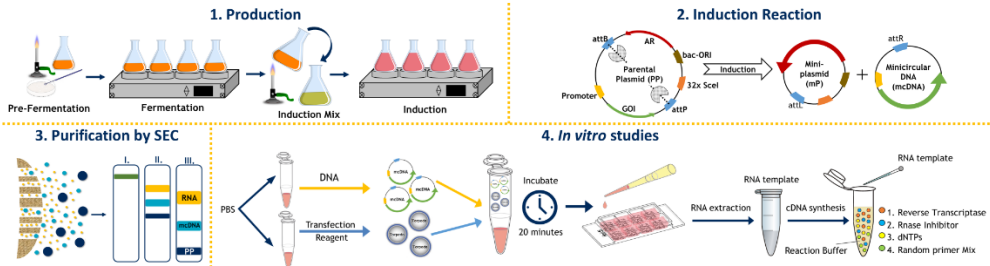 1. Production
Pre-Fermentation
Fermentation
Induction Mix
Induction
2. Induction Reaction
attB
AR
bac-ORI
Parental
Plasmid (PP)
32x SceI
Promoter
GOI
attP
Induction
Mini-
plasmid
(mP)
attL
+
attR
Minicircular
DNA
(mcDNA)
3. Purification by SEC
I.
II.
III.
RNA
mcDNA
PP
4. In vitro studies
PBS
DNA
Transfection
Reagent
mcDNA
mcDNA
mcDNA
mcDNA
Incubate
20 minutes
RNA extraction
RNA template
cDNA synthesis
RNA template
Reaction Buffer
1. Reverse Transcriptase
2. Rnase Inhibitor
3. dNTPs
4. Random primer Mix